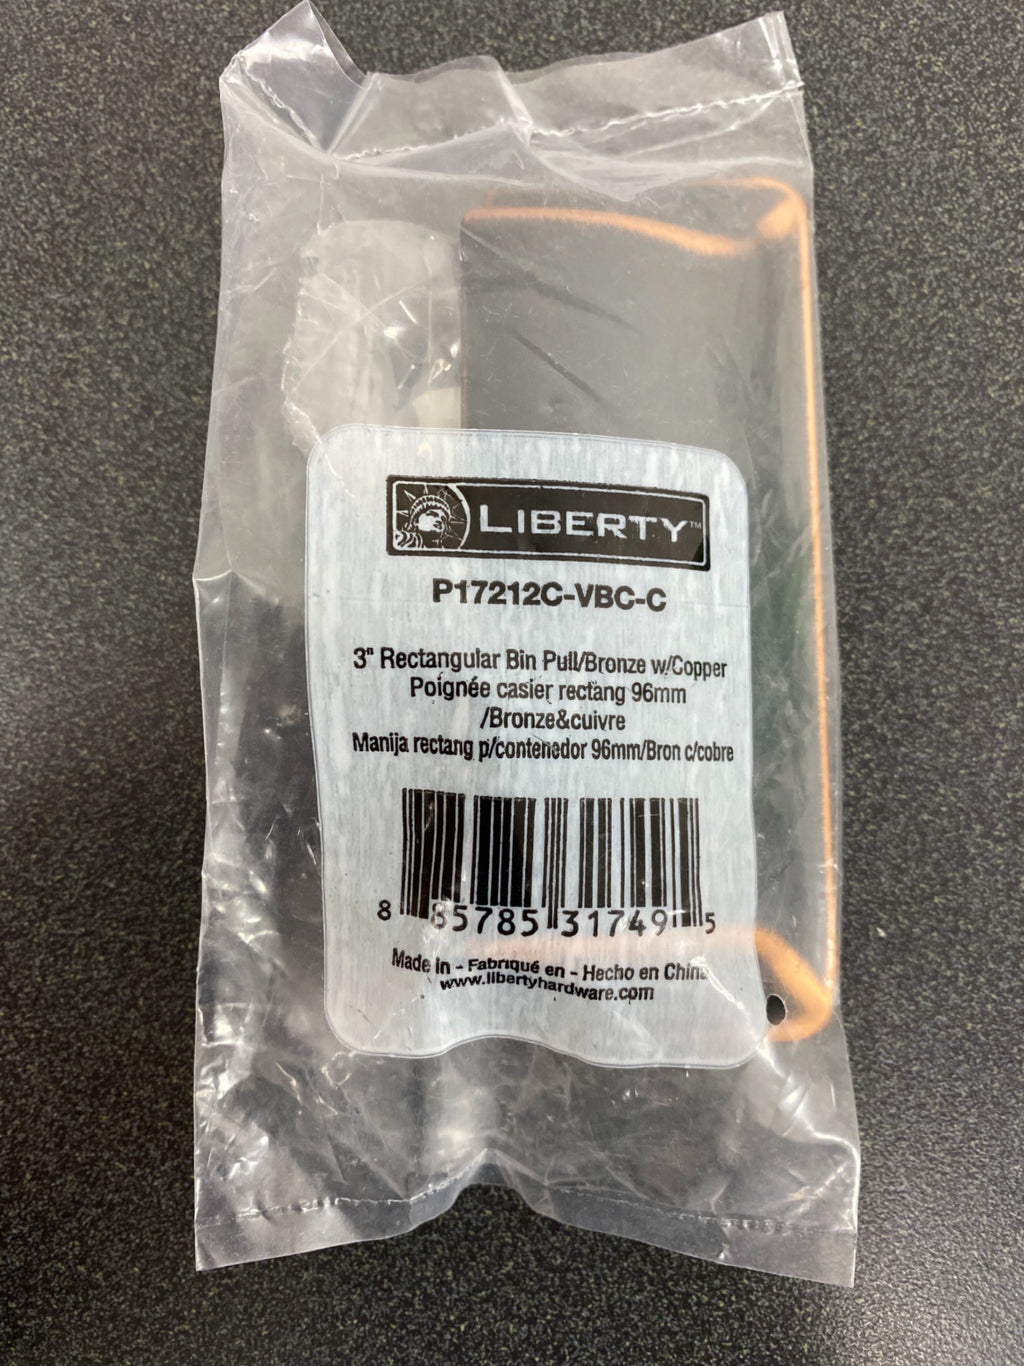 LIBERTY™
P17212C-VBC-C
3" Rectangular Bin Pull/Bronze w/Copper
Poignée casier rectang 96mm
/Bronze&cuivre
Manija rectang p/contenedor 96mm/Bron c/cobre
8 85785 31749 5
Made in - Fabriqué en - Hecho en China
www.libertyhardware.com